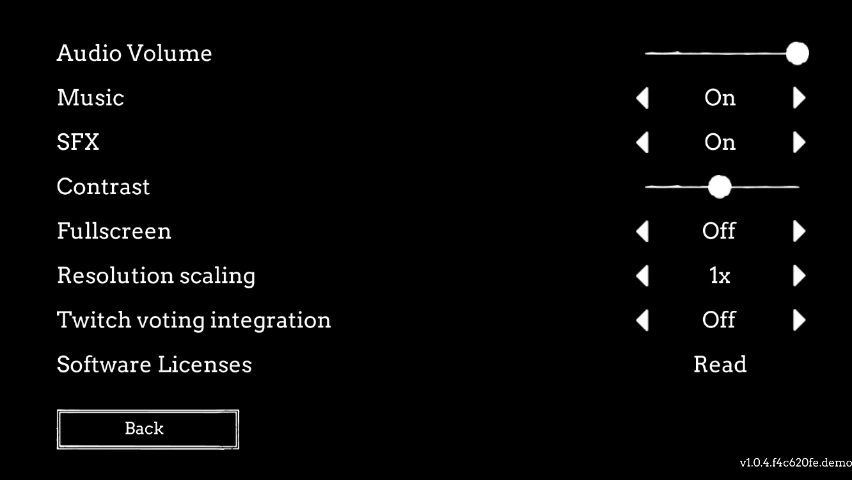 Audio Volume
Music On
SFX On
Contrast
Fullscreen Off
Resolution scaling 1x
Twitch voting integration Off
Software Licenses Read
Back
v1.0.4.f4c620fe.demo